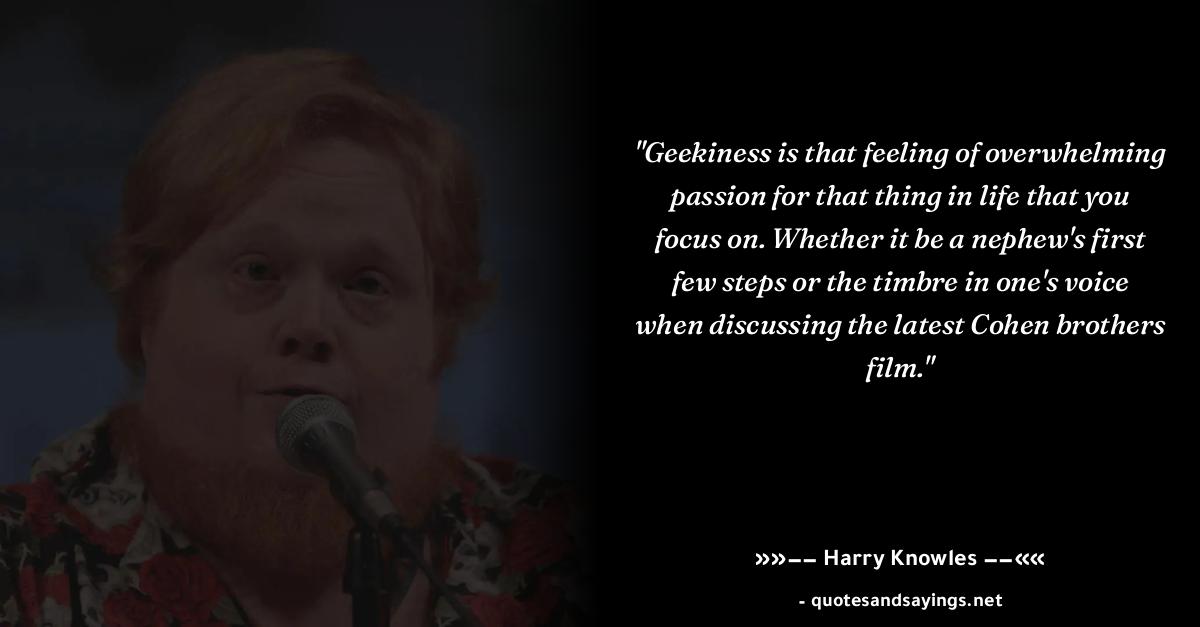 "Geekiness is that feeling of overwhelming
passion for that thing in life that you
focus on. Whether it be a nephew's first
few steps or the timbre in one's voice
when discussing the latest Cohen brothers
film."
»»−− Harry Knowles −−««
- quotesandsayings.net